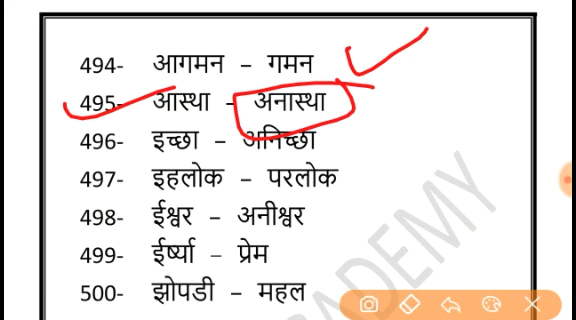 494- आगमन – गमन
495- आस्था - अनास्था
496- इच्छा – अनिच्छा
497- इहलोक – परलोक
498- ईश्वर – अनीश्वर
499- ईर्ष्या – प्रेम
500- झोपडी – महल
ADEMY